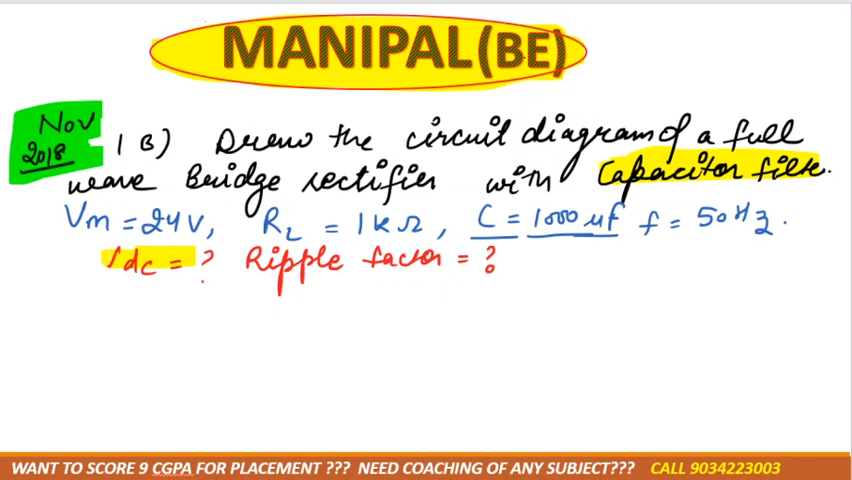 MANIPAL(BE)
Nov
2018
1 B) Draw the circuit diagram of a full
wave Bridge rectifier with Capacitor filter.
Vm = 24V, RL = 1kΩ, C = 1000 µF f = 50Hz.
Idc = ? Ripple factor = ?
WANT TO SCORE 9 CGPA FOR PLACEMENT ??? NEED COACHING OF ANY SUBJECT??? CALL 9034223003